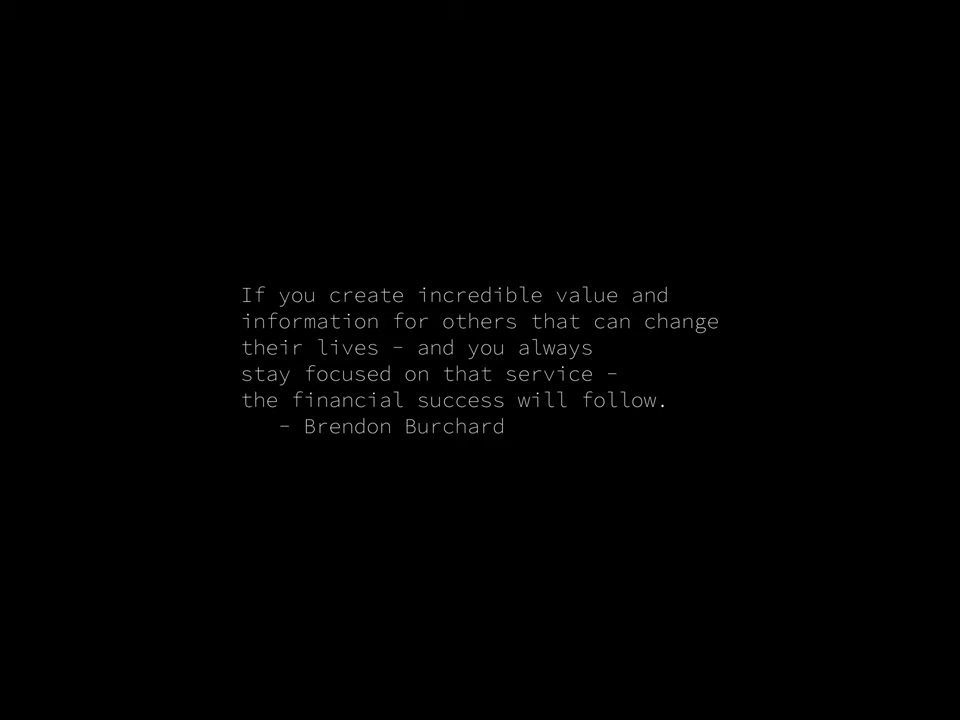 If you create incredible value and
information for others that can change
their lives - and you always
stay focused on that service -
the financial success will follow.
- Brendon Burchard